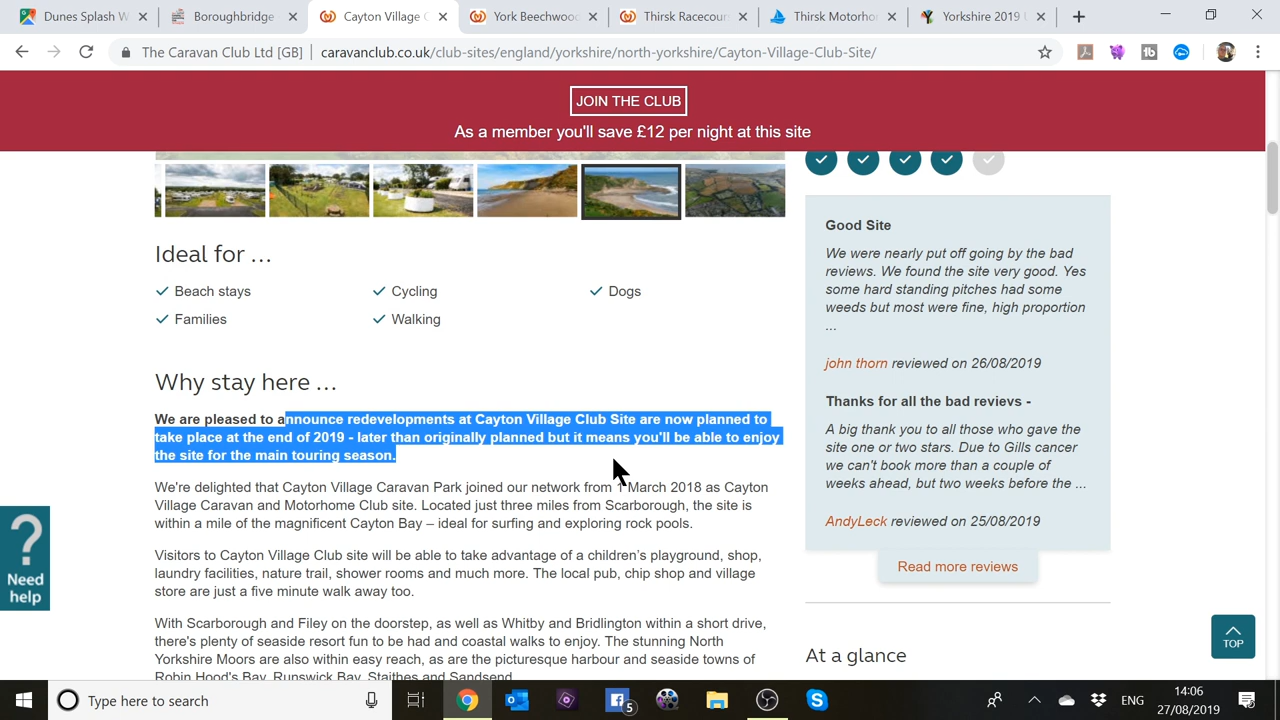 Dunes Splash W
Boroughbridge
Cayton Village C
York Beechwoo
Thirsk Racecour
Thirsk Motorho
Yorkshire 2019 U
The Caravan Club Ltd [GB] | caravanclub.co.uk/club-sites/england/yorkshire/north-yorkshire/Cayton-Village-Club-Site/
JOIN THE CLUB
As a member you'll save £12 per night at this site
Ideal for ...
Beach stays
Cycling
Dogs
Families
Walking
Why stay here ...
We are pleased to announce redevelopments at Cayton Village Club Site are now planned to
take place at the end of 2019 - later than originally planned but it means you'll be able to enjoy
the site for the main touring season.
We're delighted that Cayton Village Caravan Park joined our network from 1 March 2018 as Cayton
Village Caravan and Motorhome Club site. Located just three miles from Scarborough, the site is
within a mile of the magnificent Cayton Bay – ideal for surfing and exploring rock pools.
Visitors to Cayton Village Club site will be able to take advantage of a children's playground, shop,
laundry facilities, nature trail, shower rooms and much more. The local pub, chip shop and village
store are just a five minute walk away too.
With Scarborough and Filey on the doorstep, as well as Whitby and Bridlington within a short drive,
there's plenty of seaside resort fun to be had and coastal walks to enjoy. The stunning North
Yorkshire Moors are also within easy reach, as are the picturesque harbour and seaside towns of
Robin Hood's Bay, Runswick Bay, Staithes and Sandsend.
Good Site
We were nearly put off going by the bad
reviews. We found the site very good. Yes
some hard standing pitches had some
weeds but most were fine, high proportion
...
john thorn reviewed on 26/08/2019
Thanks for all the bad revievs -
A big thank you to all those who gave the
site one or two stars. Due to Gills cancer
we can't book more than a couple of
weeks ahead, but two weeks before the ...
AndyLeck reviewed on 25/08/2019
Read more reviews
At a glance
?
Need
help
TOP
Type here to search
5
ENG
14:06
27/08/2019